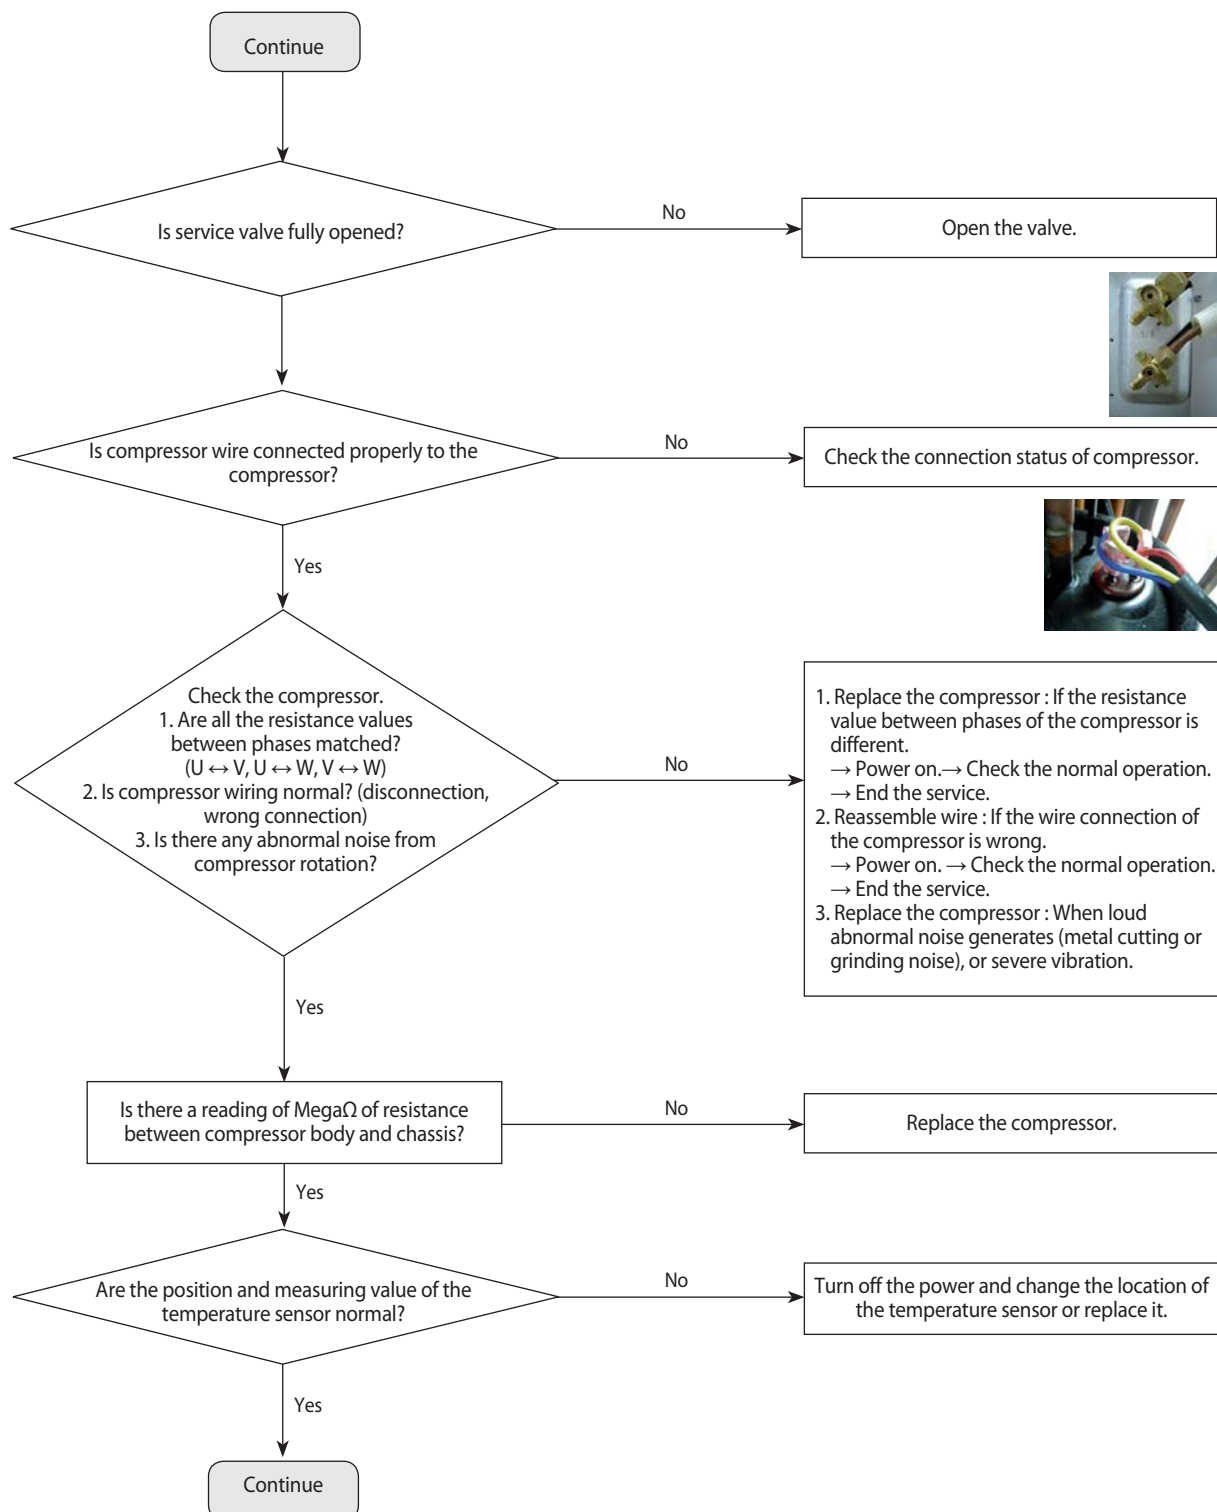 Continue
Is service valve fully opened?
No
Open the valve.
Is compressor wire connected properly to the
compressor?
No
Check the connection status of compressor.
Yes
Check the compressor.
1. Are all the resistance values
between phases matched?
(U ↔ V, U ↔ W, V ↔ W)
2. Is compressor wiring normal? (disconnection,
wrong connection)
3. Is there any abnormal noise from
compressor rotation?
No
1. Replace the compressor : If the resistance
value between phases of the compressor is
different.
→ Power on.→ Check the normal operation.
→ End the service.
2. Reassemble wire : If the wire connection of
the compressor is wrong.
→ Power on. → Check the normal operation.
→ End the service.
3. Replace the compressor : When loud
abnormal noise generates (metal cutting or
grinding noise), or severe vibration.
Yes
Is there a reading of MegaΩ of resistance
between compressor body and chassis?
No
Replace the compressor.
Yes
Are the position and measuring value of the
temperature sensor normal?
No
Turn off the power and change the location of
the temperature sensor or replace it.
Yes
Continue